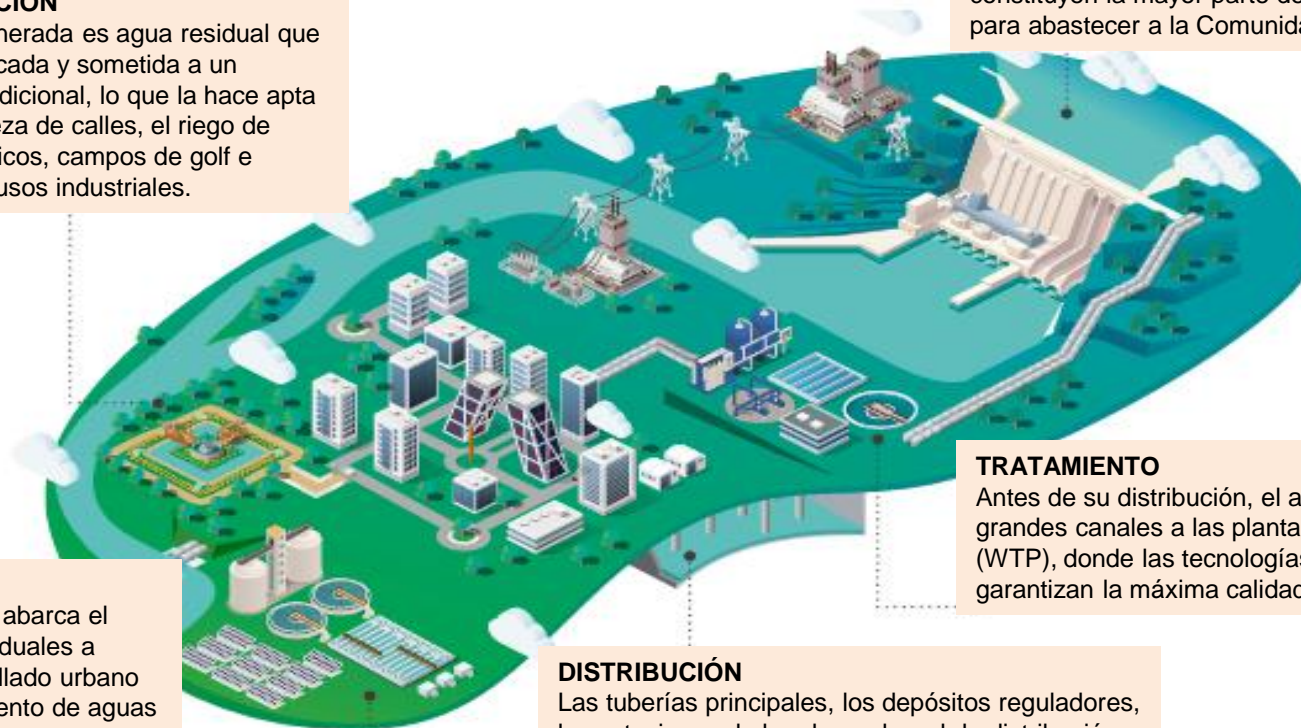 CIÓN
nerada es agua residual que
cada y sometida a un
dicional, lo que la hace apta
eza de calles, el riego de
icos, campos de golf e
usos industriales.
constituyen la mayor parte de
para abastecer a la Comunida
TRATAMIENTO
Antes de su distribución, el a
grandes canales a las planta
(WTP), donde las tecnologías
garantizan la máxima calidad
abarca el
duales a
llado urbano
ento de aguas
DISTRIBUCIÓN
Las tuberías principales, los depósitos reguladores,